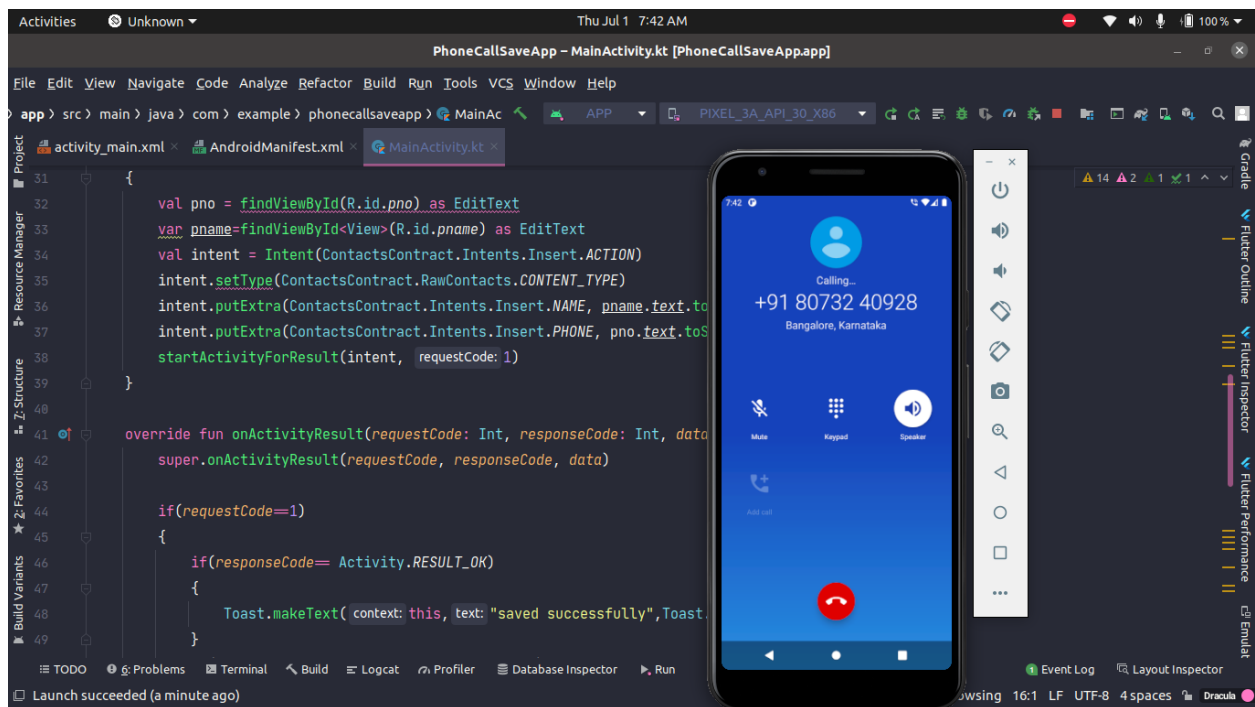 Activities Unknown Thu Jul 1 7:42 AM 100 %
PhoneCallSaveApp – MainActivity.kt [PhoneCallSaveApp.app]
File Edit View Navigate Code Analyze Refactor Build Run Tools VCS Window Help
app src main java com example phonecallsaveapp MainAc APP PIXEL_3A_API_30_X86
activity_main.xml AndroidManifest.xml MainActivity.kt
14 2 1 1
31 {
32 val pno = findViewById(R.id.pno) as EditText
33 var pname=findViewById<View>(R.id.pname) as EditText
34 val intent = Intent(ContactsContract.Intents.Insert.ACTION)
35 intent.setType(ContactsContract.RawContacts.CONTENT_TYPE)
36 intent.putExtra(ContactsContract.Intents.Insert.NAME, pname.text.to
37 intent.putExtra(ContactsContract.Intents.Insert.PHONE, pno.text.toS
38 startActivityForResult(intent, requestCode: 1)
39 }
40
41 override fun onActivityResult(requestCode: Int, responseCode: Int, data
42 super.onActivityResult(requestCode, responseCode, data)
43
44 if(requestCode==1)
45 {
46 if(responseCode== Activity.RESULT_OK)
47 {
48 Toast.makeText( context: this, text: "saved successfully",Toast.
49 }
Project
Resource Manager
7: Structure
2: Favorites
Build Variants
7:42
Calling...
+91 80732 40928
Bangalore, Karnataka
Mute Keypad Speaker
Add call
Gradle
Flutter Outline
Flutter Inspector
Flutter Performance
Emulat
TODO 6: Problems Terminal Build Logcat Profiler Database Inspector Run 1 Event Log Layout Inspector
Launch succeeded (a minute ago) owsing 16:1 LF UTF-8 4 spaces Dracula